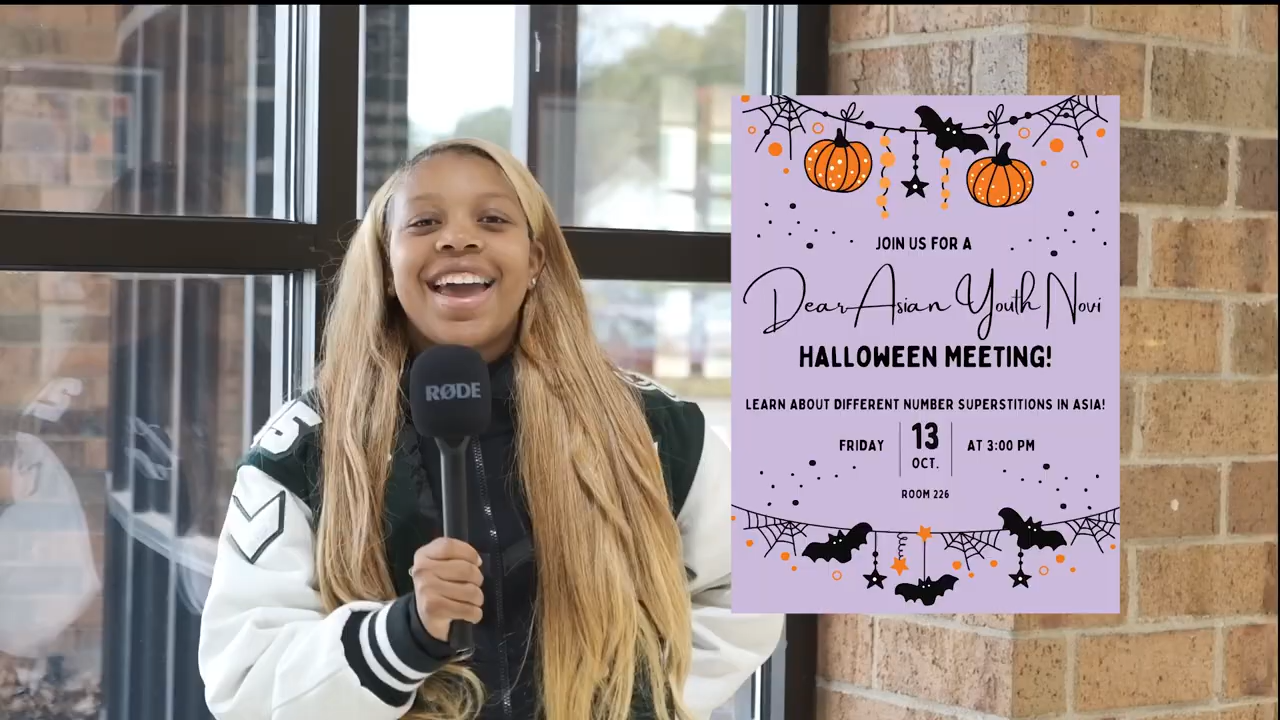 JOIN US FOR A
Dear Asian Youth Novi
HALLOWEEN MEETING!
LEARN ABOUT DIFFERENT NUMBER SUPERSTITIONS IN ASIA!
FRIDAY
13
OCT.
AT 3:00 PM
ROOM 226
RØDE
25